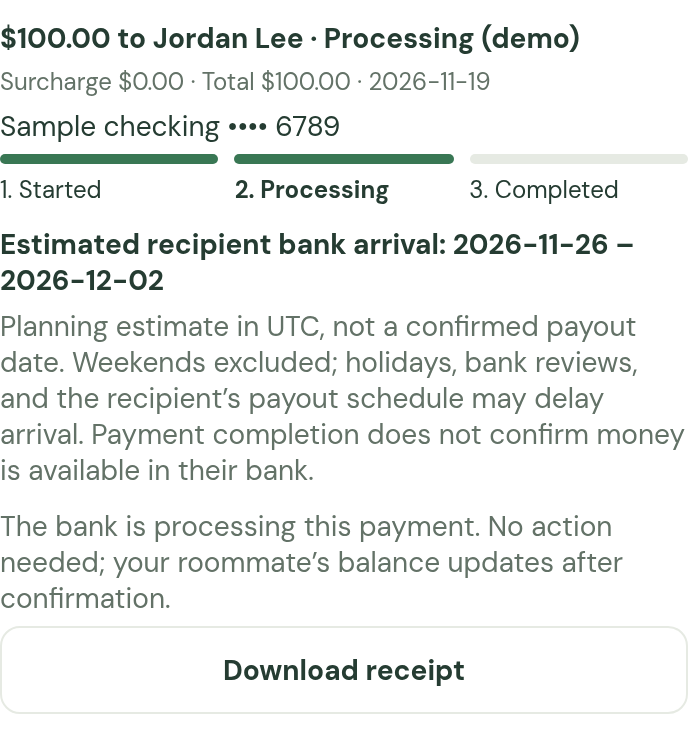 $100.00 to Jordan Lee · Processing (demo)
Surcharge $0.00 · Total $100.00 · 2026-11-19
Sample checking •••• 6789
1. Started
2. Processing
3. Completed
Estimated recipient bank arrival: 2026-11-26 –
2026-12-02
Planning estimate in UTC, not a confirmed payout
date. Weekends excluded; holidays, bank reviews,
and the recipient’s payout schedule may delay
arrival. Payment completion does not confirm money
is available in their bank.
The bank is processing this payment. No action
needed; your roommate’s balance updates after
confirmation.
Download receipt